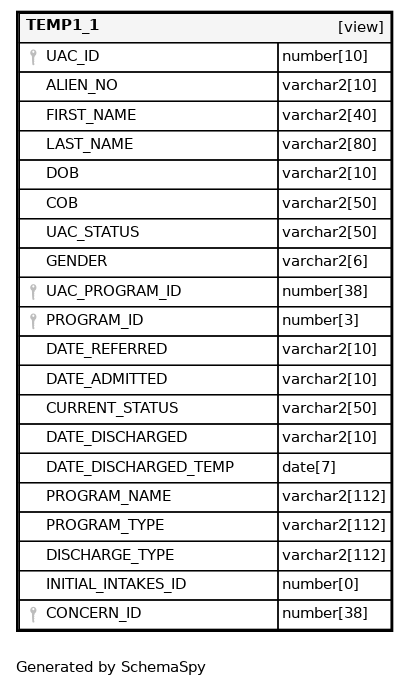 TEMP1_1 [view]
UAC_ID number[10]
ALIEN_NO varchar2[10]
FIRST_NAME varchar2[40]
LAST_NAME varchar2[80]
DOB varchar2[10]
COB varchar2[50]
UAC_STATUS varchar2[50]
GENDER varchar2[6]
UAC_PROGRAM_ID number[38]
PROGRAM_ID number[3]
DATE_REFERRED varchar2[10]
DATE_ADMITTED varchar2[10]
CURRENT_STATUS varchar2[50]
DATE_DISCHARGED varchar2[10]
DATE_DISCHARGED_TEMP date[7]
PROGRAM_NAME varchar2[112]
PROGRAM_TYPE varchar2[112]
DISCHARGE_TYPE varchar2[112]
INITIAL_INTAKES_ID number[0]
CONCERN_ID number[38]
Generated by SchemaSpy